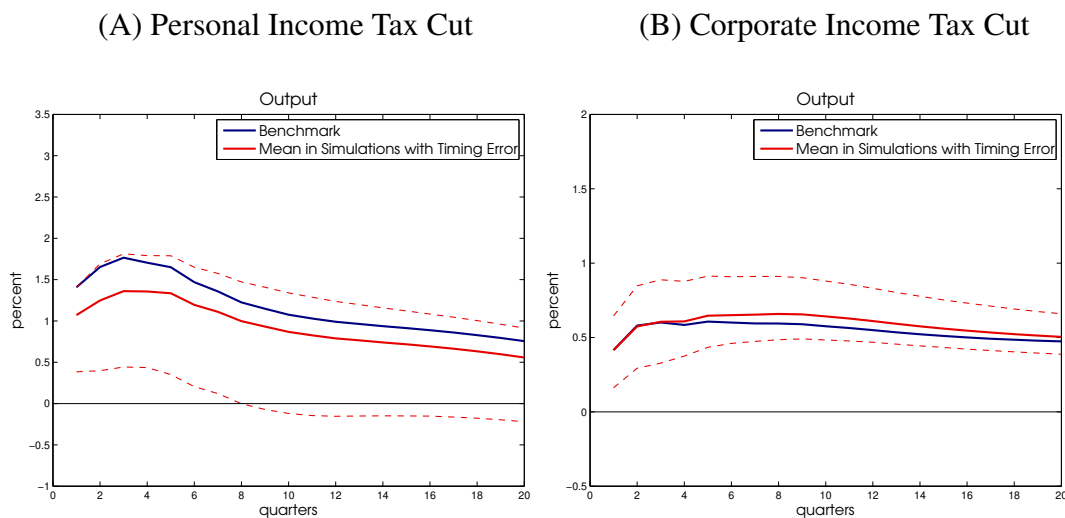 (A) Personal Income Tax Cut
Output
Benchmark
Mean in Simulations with Timing Error
percent
3.5
3
2.5
2
1.5
1
0.5
0
−0.5
−1
0 2 4 6 8 10 12 14 16 18 20
quarters
(B) Corporate Income Tax Cut
Output
Benchmark
Mean in Simulations with Timing Error
percent
2
1.5
1
0.5
0
−0.5
0 2 4 6 8 10 12 14 16 18 20
quarters